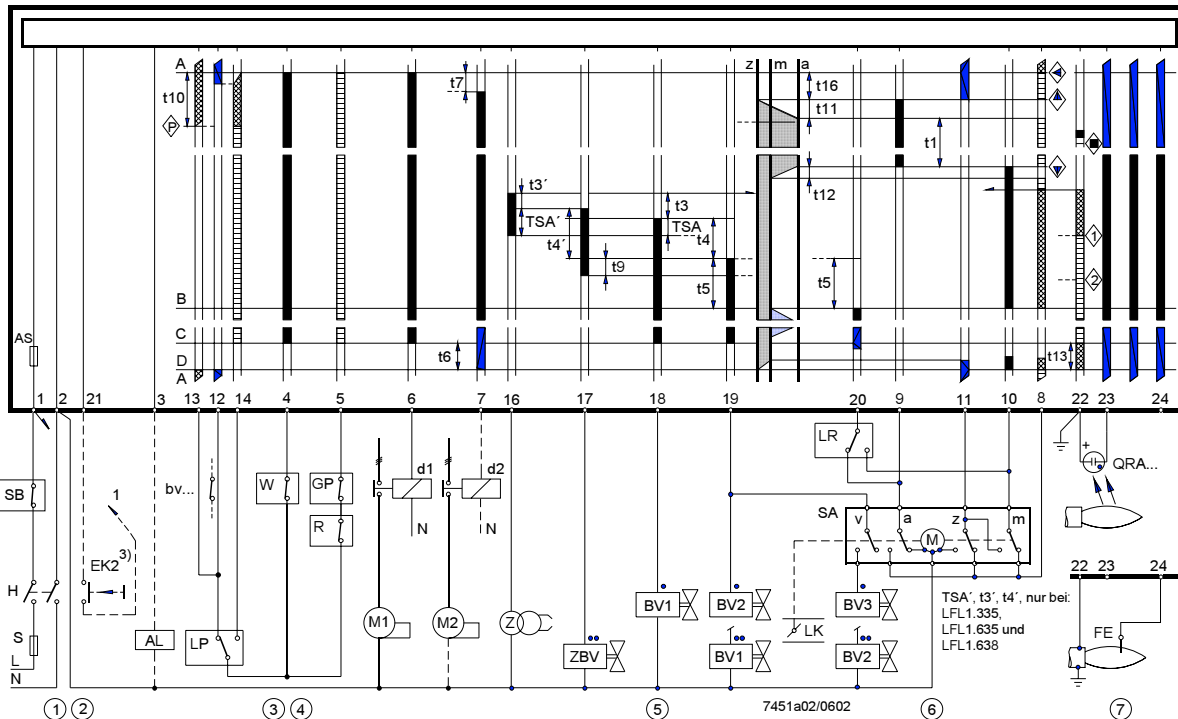 A
t10
P
t7
z m a
t16
t11
t1
t12
t3´
TSA´
t4´
t9
t3
TSA
t4
t5
t5
1
2
B
C
D
A
AS
t6
t13
1 2 21 3 13 12 14 4 5 6 7 16 17 18 19 20 9 11 10 8 22 23 24
SB
1
EK2 3)
bv...
W
GP
R
d1
N
d2
N
LR
SA
v a z m
M
+
QRA...
H
S
L
N
AL
LP
M1
M2
Z
ZBV
BV1
BV2
BV1
LK
BV3
BV2
TSA´, t3´, t4´, nur bei:
LFL1.335,
LFL1.635 und
LFL1.638
22 23 24
FE
1 2 3 4 5 6 7
7451a02/0602